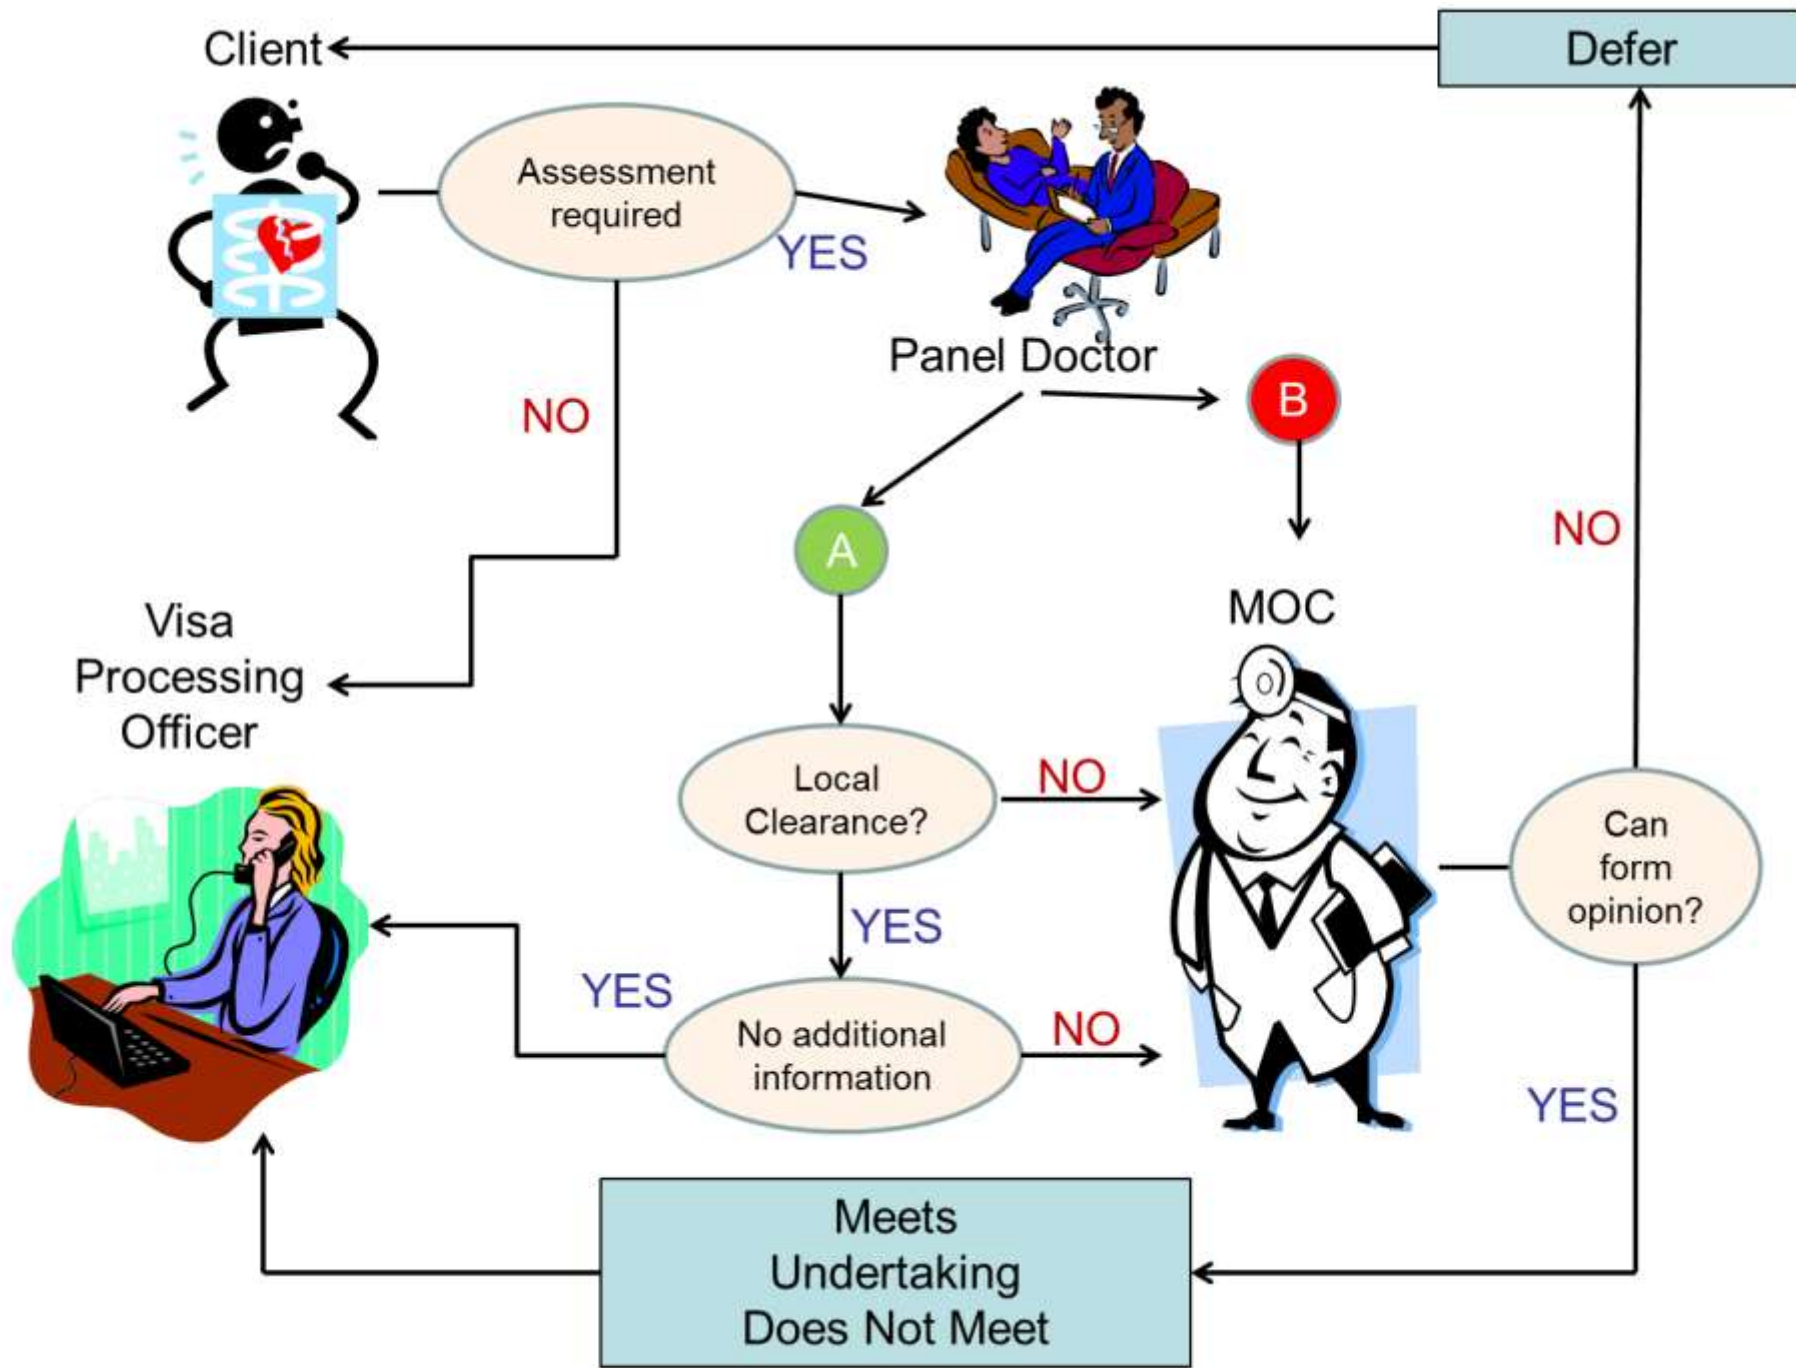 Client
Defer
Assessment
required
YES
Panel Doctor
NO
B
A
NO
MOC
Visa
Processing
Officer
Local
Clearance?
NO
Can
form
opinion?
YES
YES
No additional
information
NO
YES
Meets
Undertaking
Does Not Meet